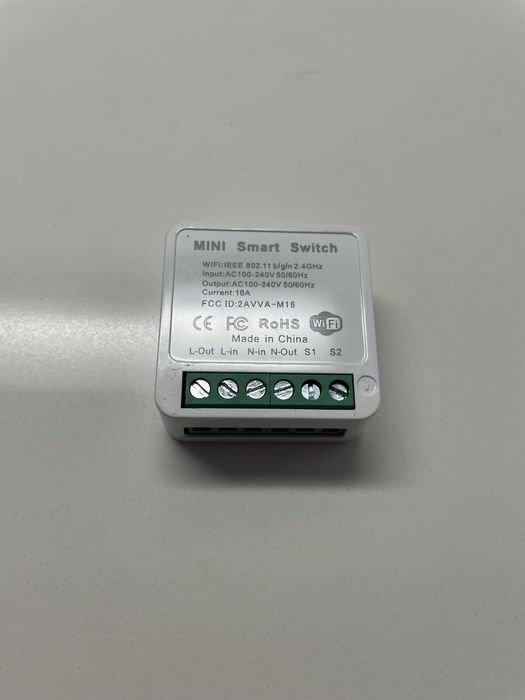 MINI Smart Switch
WIFI:IEEE 802.11 b/g/n 2.4GHz
Input:AC100-240V 50/60Hz
Output:AC100-240V 50/60Hz
Current:16A
FCC ID:2AVVA-M16
CE FC RoHS WiFi
Made in China
L-Out L-in N-in N-Out S1 S2